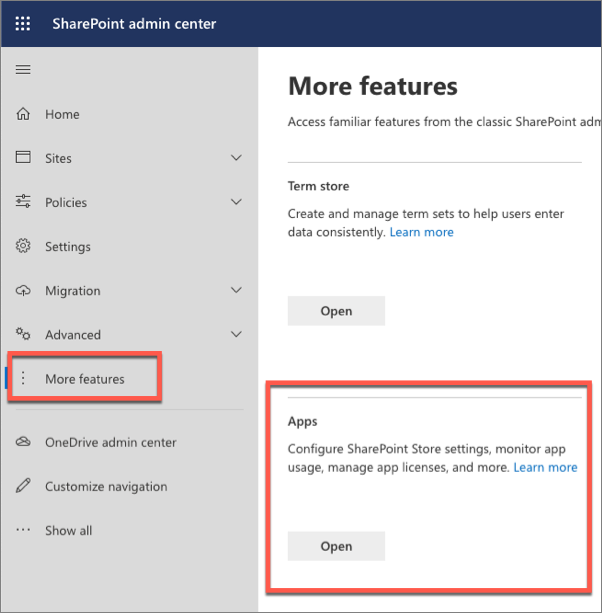 SharePoint admin center
Home
Sites
Policies
Settings
Migration
Advanced
More features
OneDrive admin center
Customize navigation
Show all
More features
Access familiar features from the classic SharePoint adm
Term store
Create and manage term sets to help users enter
data consistently. Learn more
Open
Apps
Configure SharePoint Store settings, monitor app
usage, manage app licenses, and more. Learn more
Open